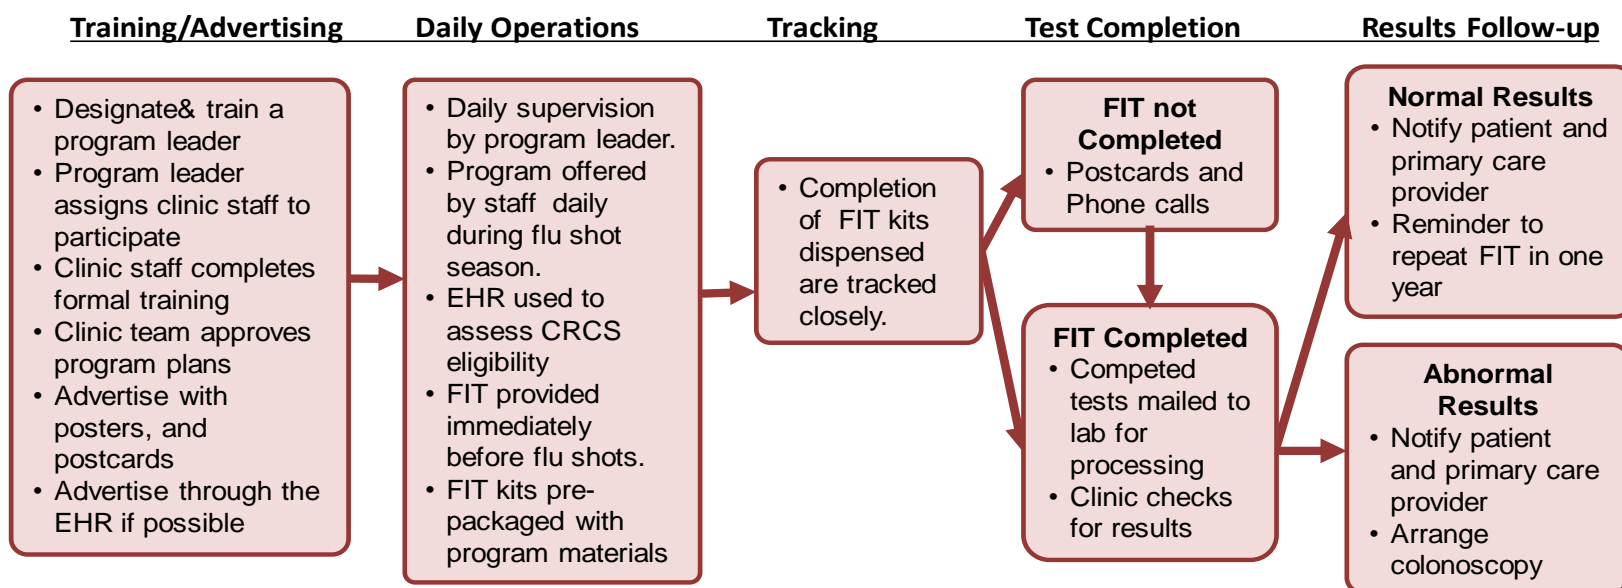 Training/Advertising
Daily Operations
Tracking
Test Completion
Results Follow-up
• Designate& train a
program leader
• Program leader
assigns clinic staff to
participate
• Clinic staff completes
formal training
• Clinic team approves
program plans
• Advertise with
posters, and
postcards
• Advertise through the
EHR if possible
• Daily supervision
by program leader.
• Program offered
by staff daily
during flu shot
season.
• EHR used to
assess CRCS
eligibility
• FIT provided
immediately
before flu shots.
• FIT kits pre-
packaged with
program materials
• Completion
of FIT kits
dispensed
are tracked
closely.
FIT not
Completed
• Postcards and
Phone calls
FIT Completed
• Competed
tests mailed to
lab for
processing
• Clinic checks
for results
Normal Results
• Notify patient and
primary care
provider
• Reminder to
repeat FIT in one
year
Abnormal
Results
• Notify patient
and primary care
provider
• Arrange
colonoscopy